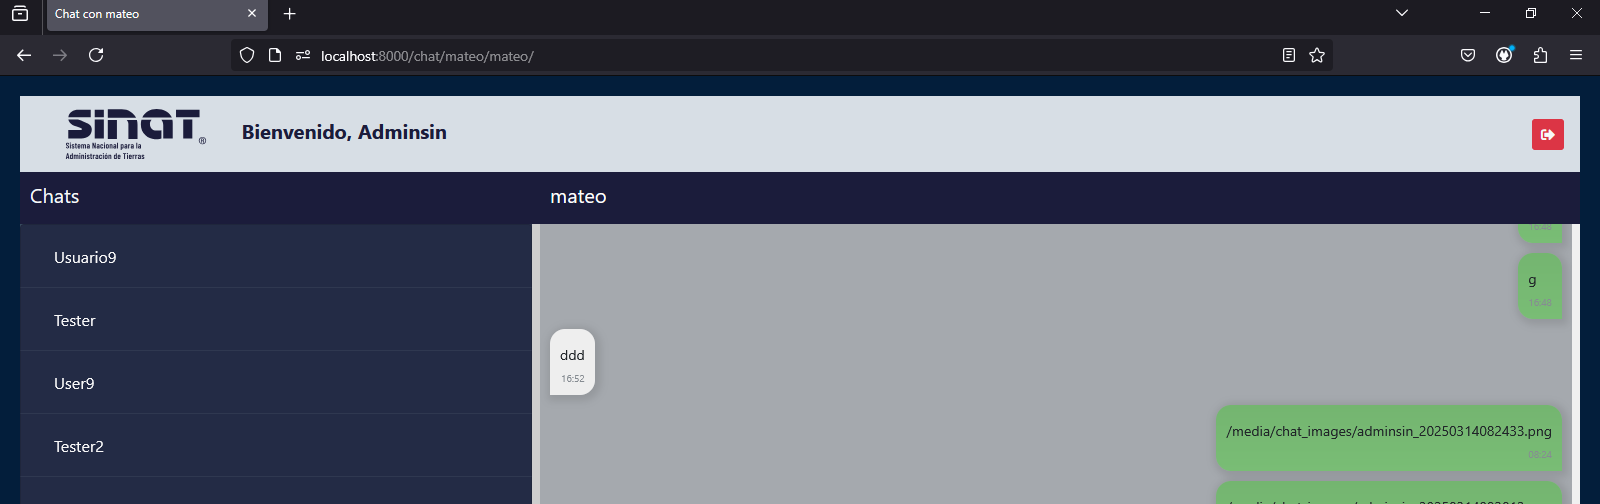 Chat con mateo
localhost:8000/chat/mateo/mateo/
SINAT
®
Sistema Nacional para la
Administración de Tierras
Bienvenido, Adminsin
Chats
mateo
Usuario9
Tester
User9
Tester2
16:48
g
16:48
ddd
16:52
/media/chat_images/adminsin_20250314082433.png
08:24